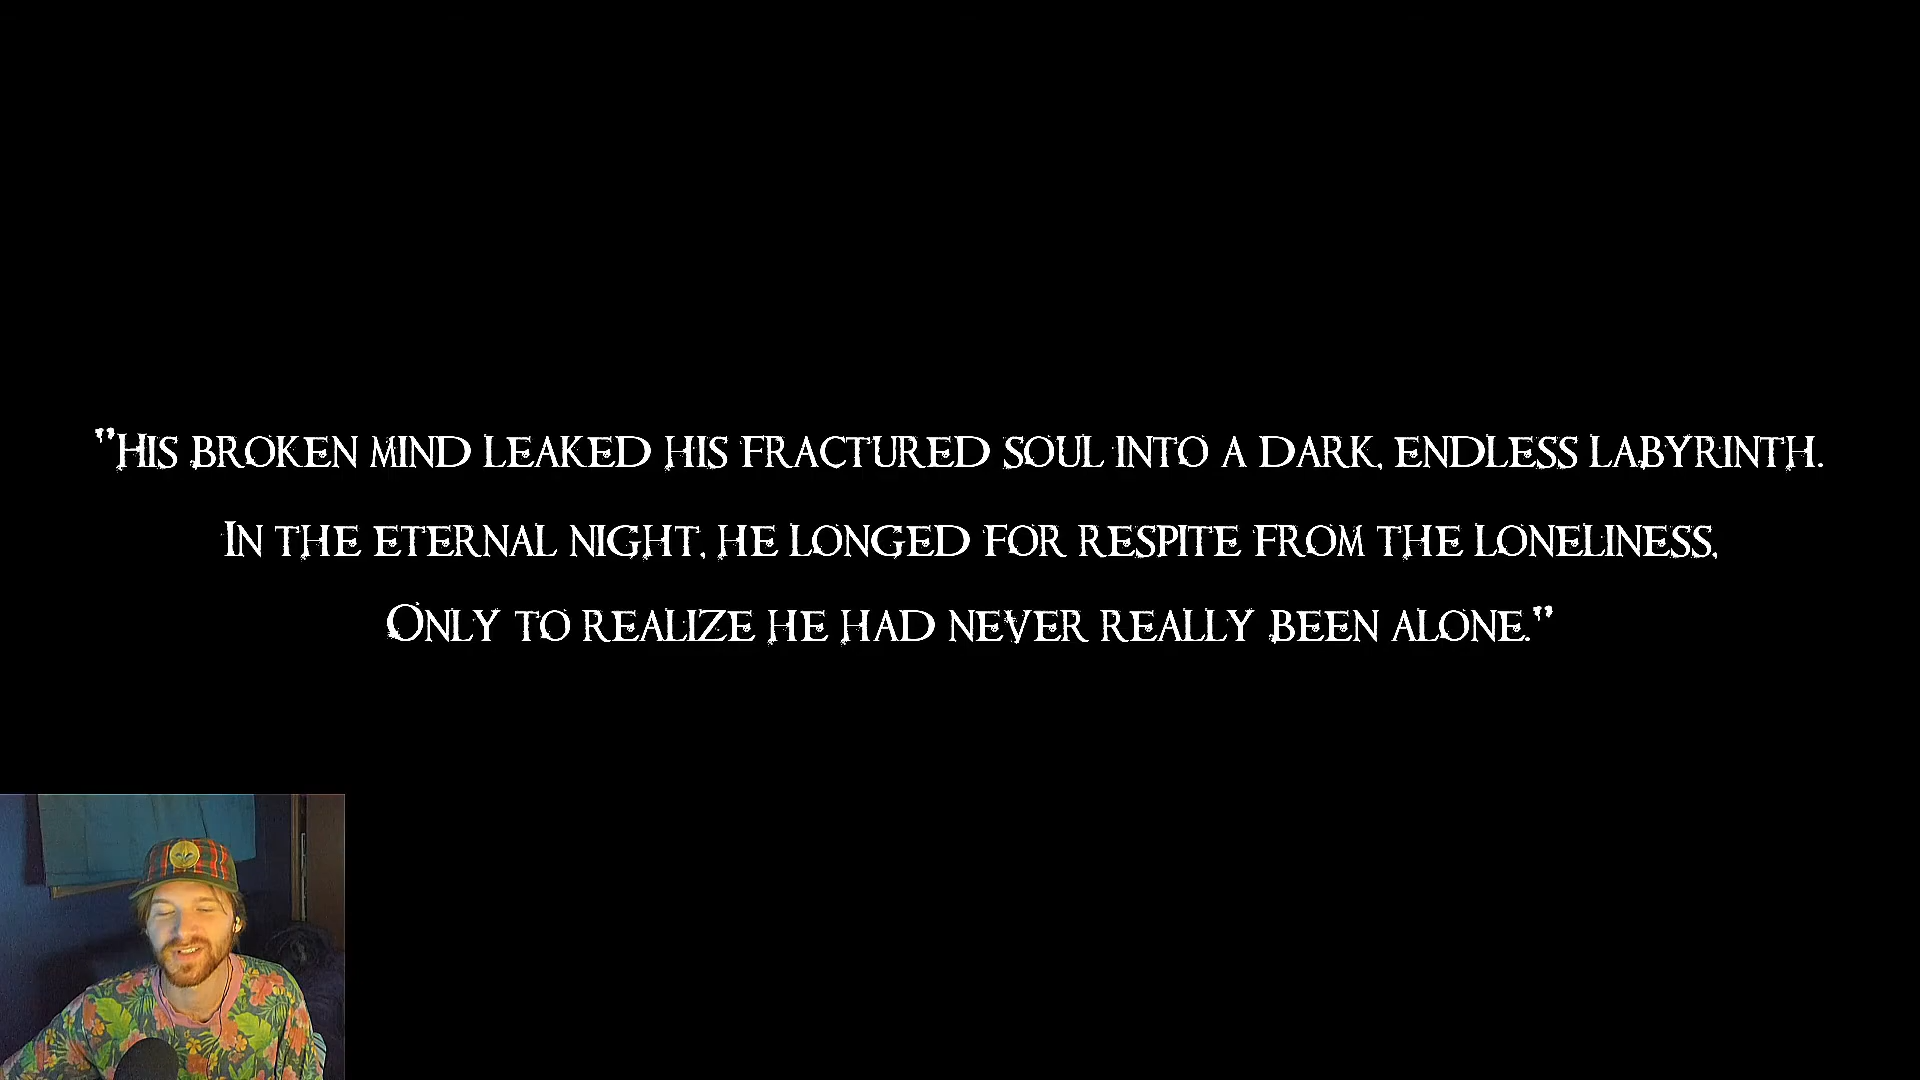 "His broken mind leaked his fractured soul into a dark, endless labyrinth.
In the eternal night, he longed for respite from the loneliness,
Only to realize he had never really been alone."